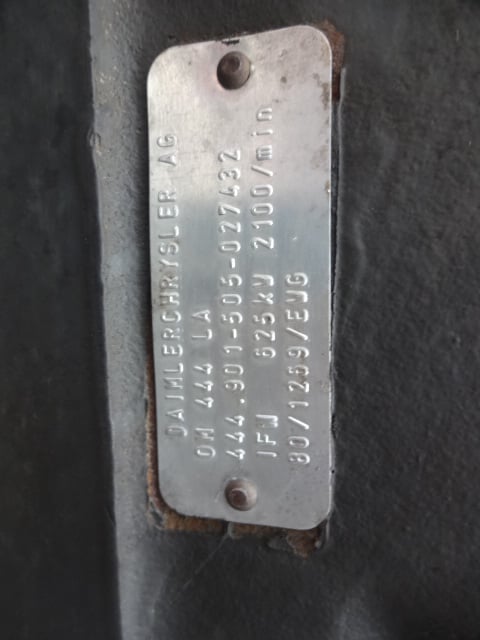 DAIMLERCHRYSLER AG
OM 444 LA
444.901-505-027432
IFN 625kW 2100/min
80/1269/EWG